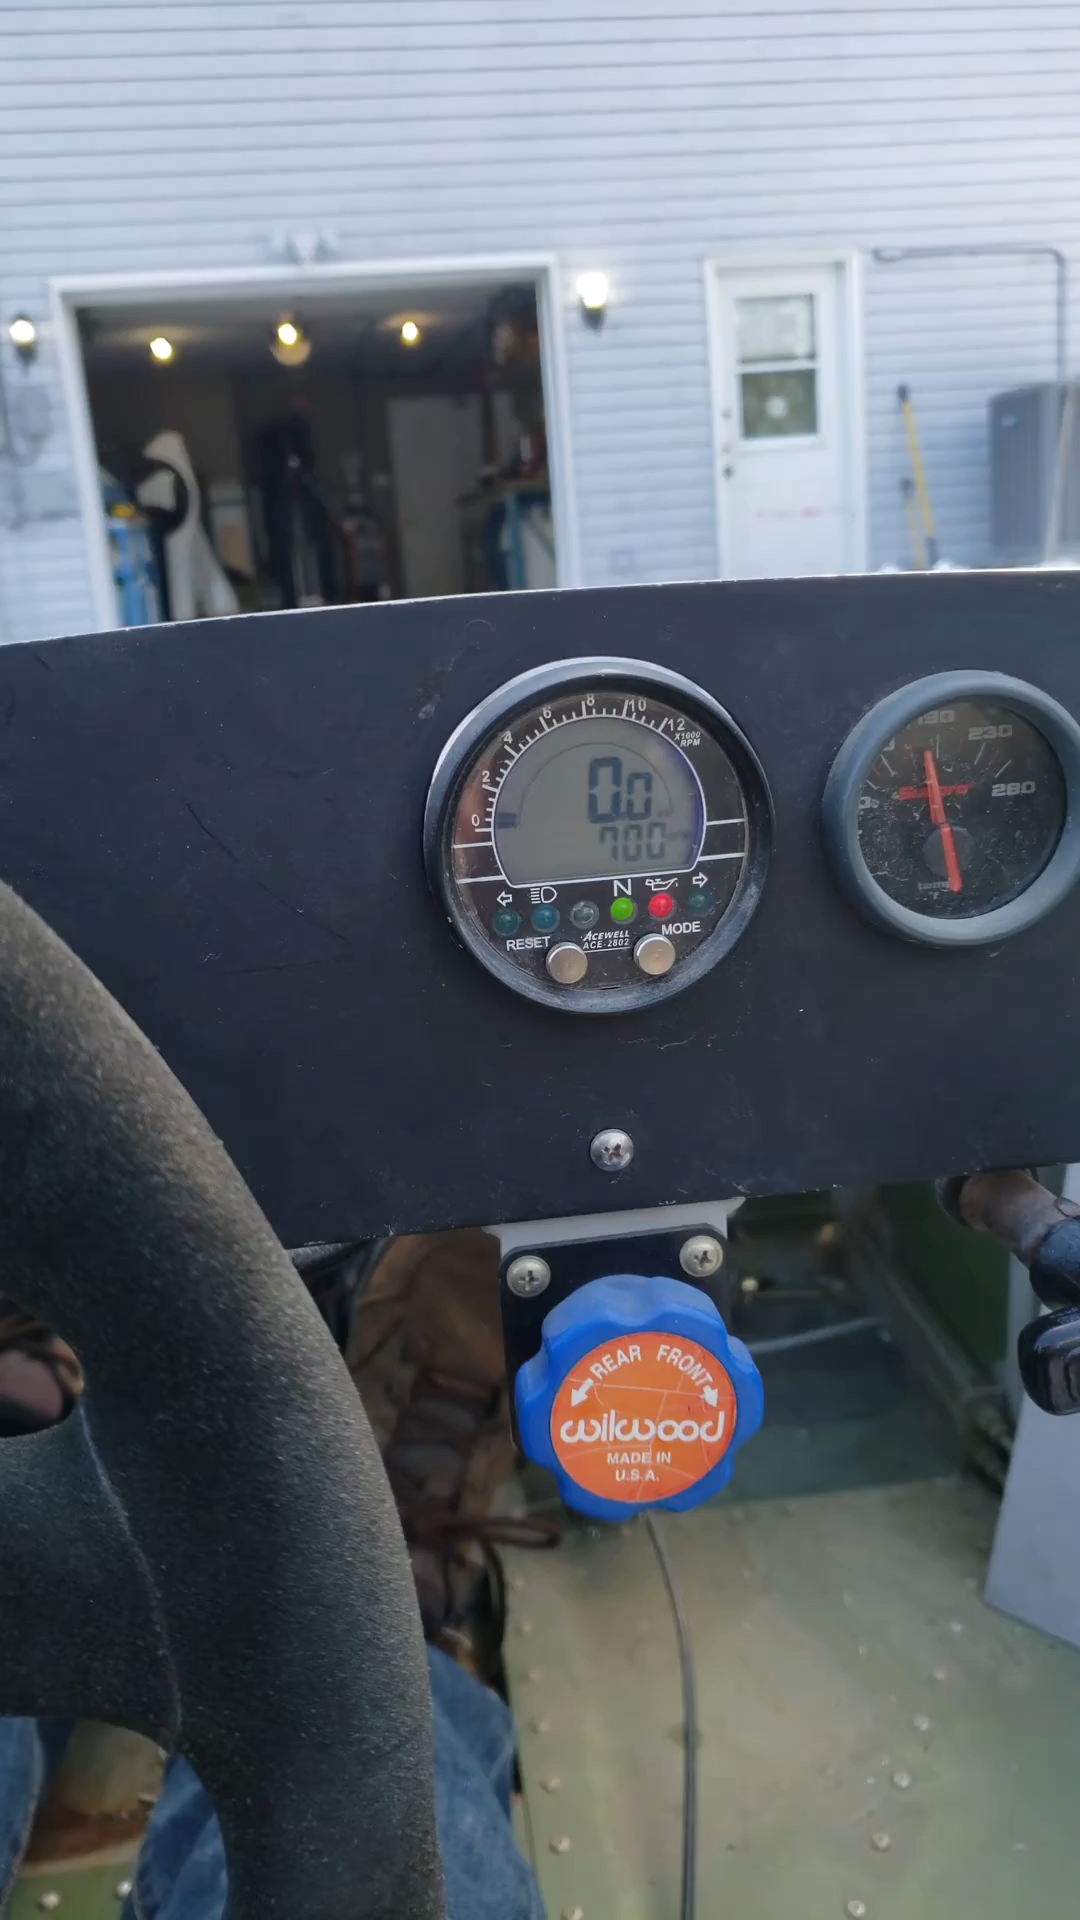 0 2 4 6 8 10 12
X1000
RPM
0.0
700
N
RESET
ACEWELL
ACE-2802
MODE
190
230
280
temp
°F
REAR FRONT
wilwood
MADE IN
U.S.A.